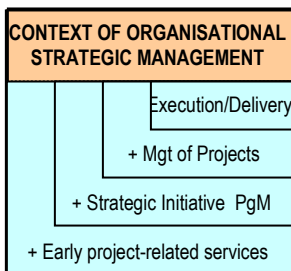 CONTEXT OF ORGANISATIONAL
STRATEGIC MANAGEMENT
Execution/Delivery
+ Mgt of Projects
+ Strategic Initiative PgM
+ Early project-related services